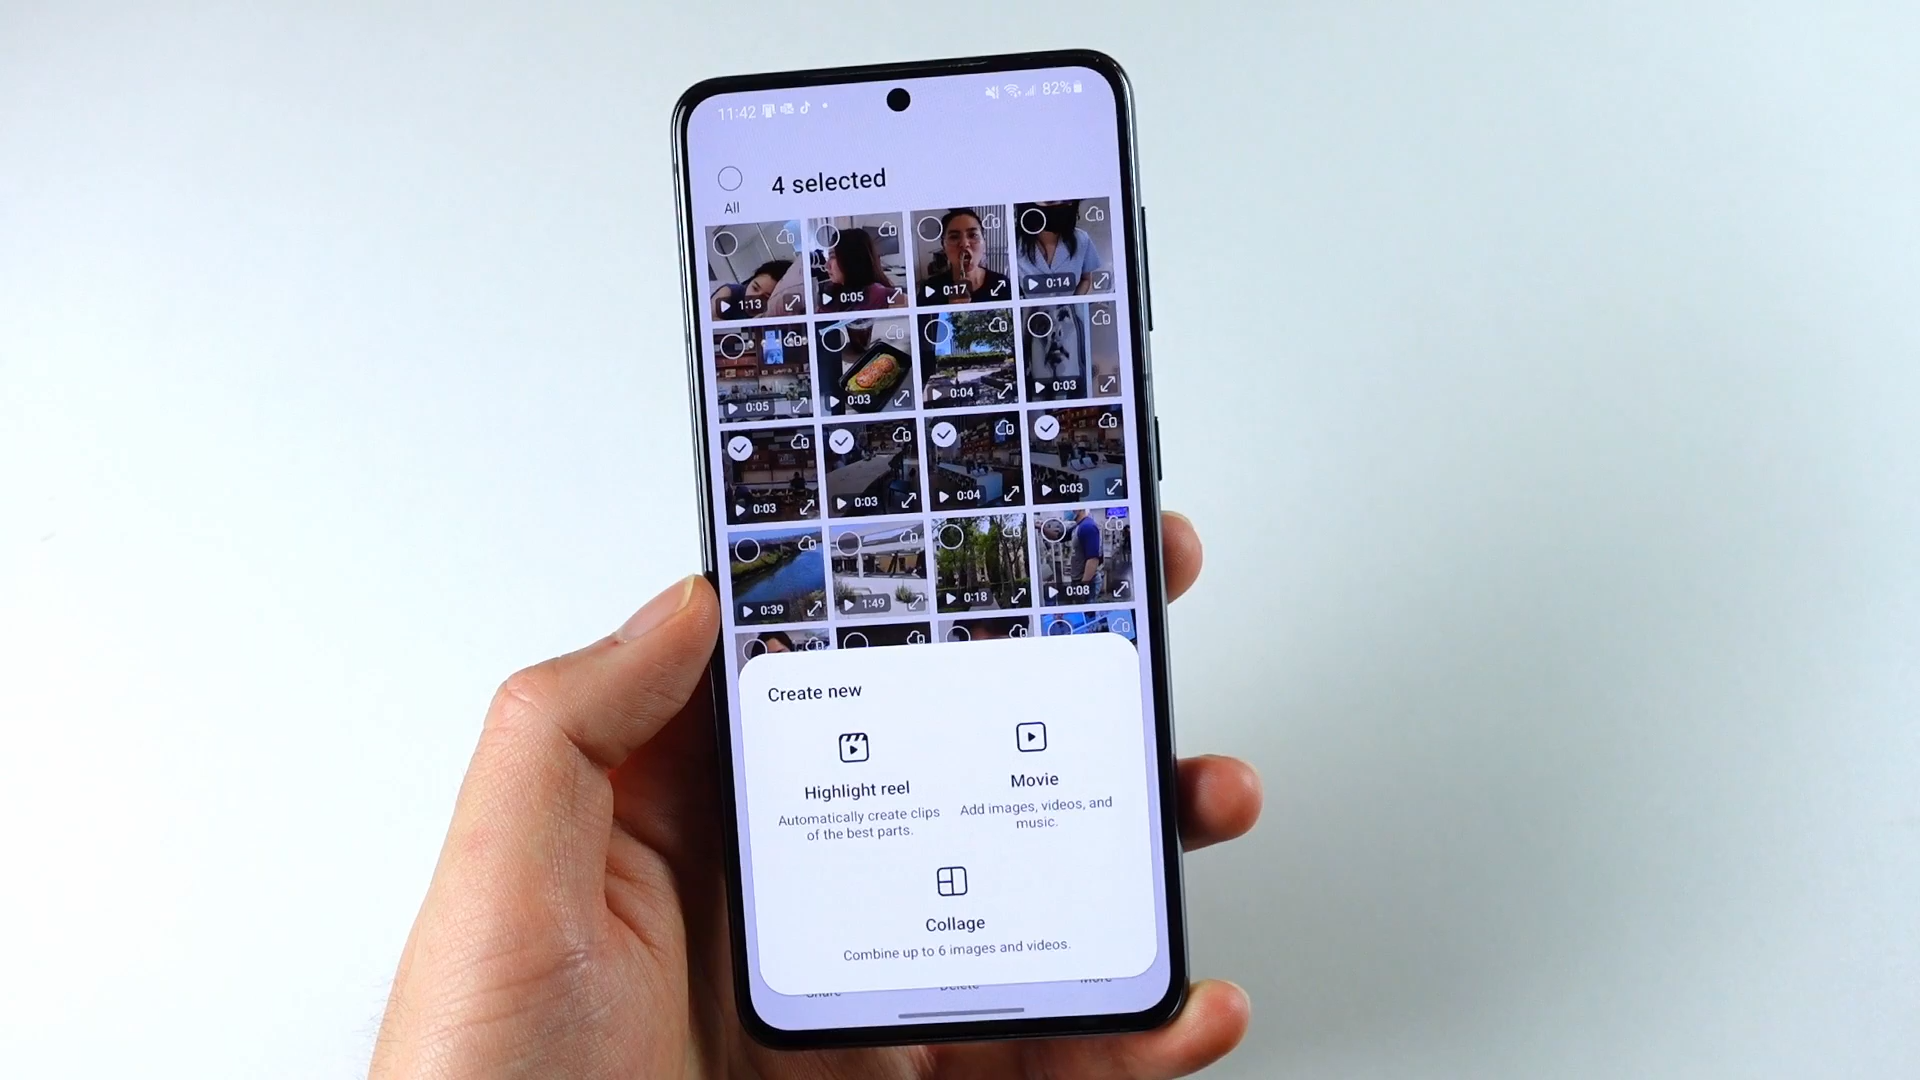 11:42 82%
4 selected
All
1:13 0:05 0:17 0:14
0:05 0:03 0:04 0:03
0:03 0:03 0:04 0:03
0:39 1:49 0:18 0:08
Create new
Highlight reel
Automatically create clips
of the best parts.
Movie
Add images, videos, and
music.
Collage
Combine up to 6 images and videos.
Share Delete More